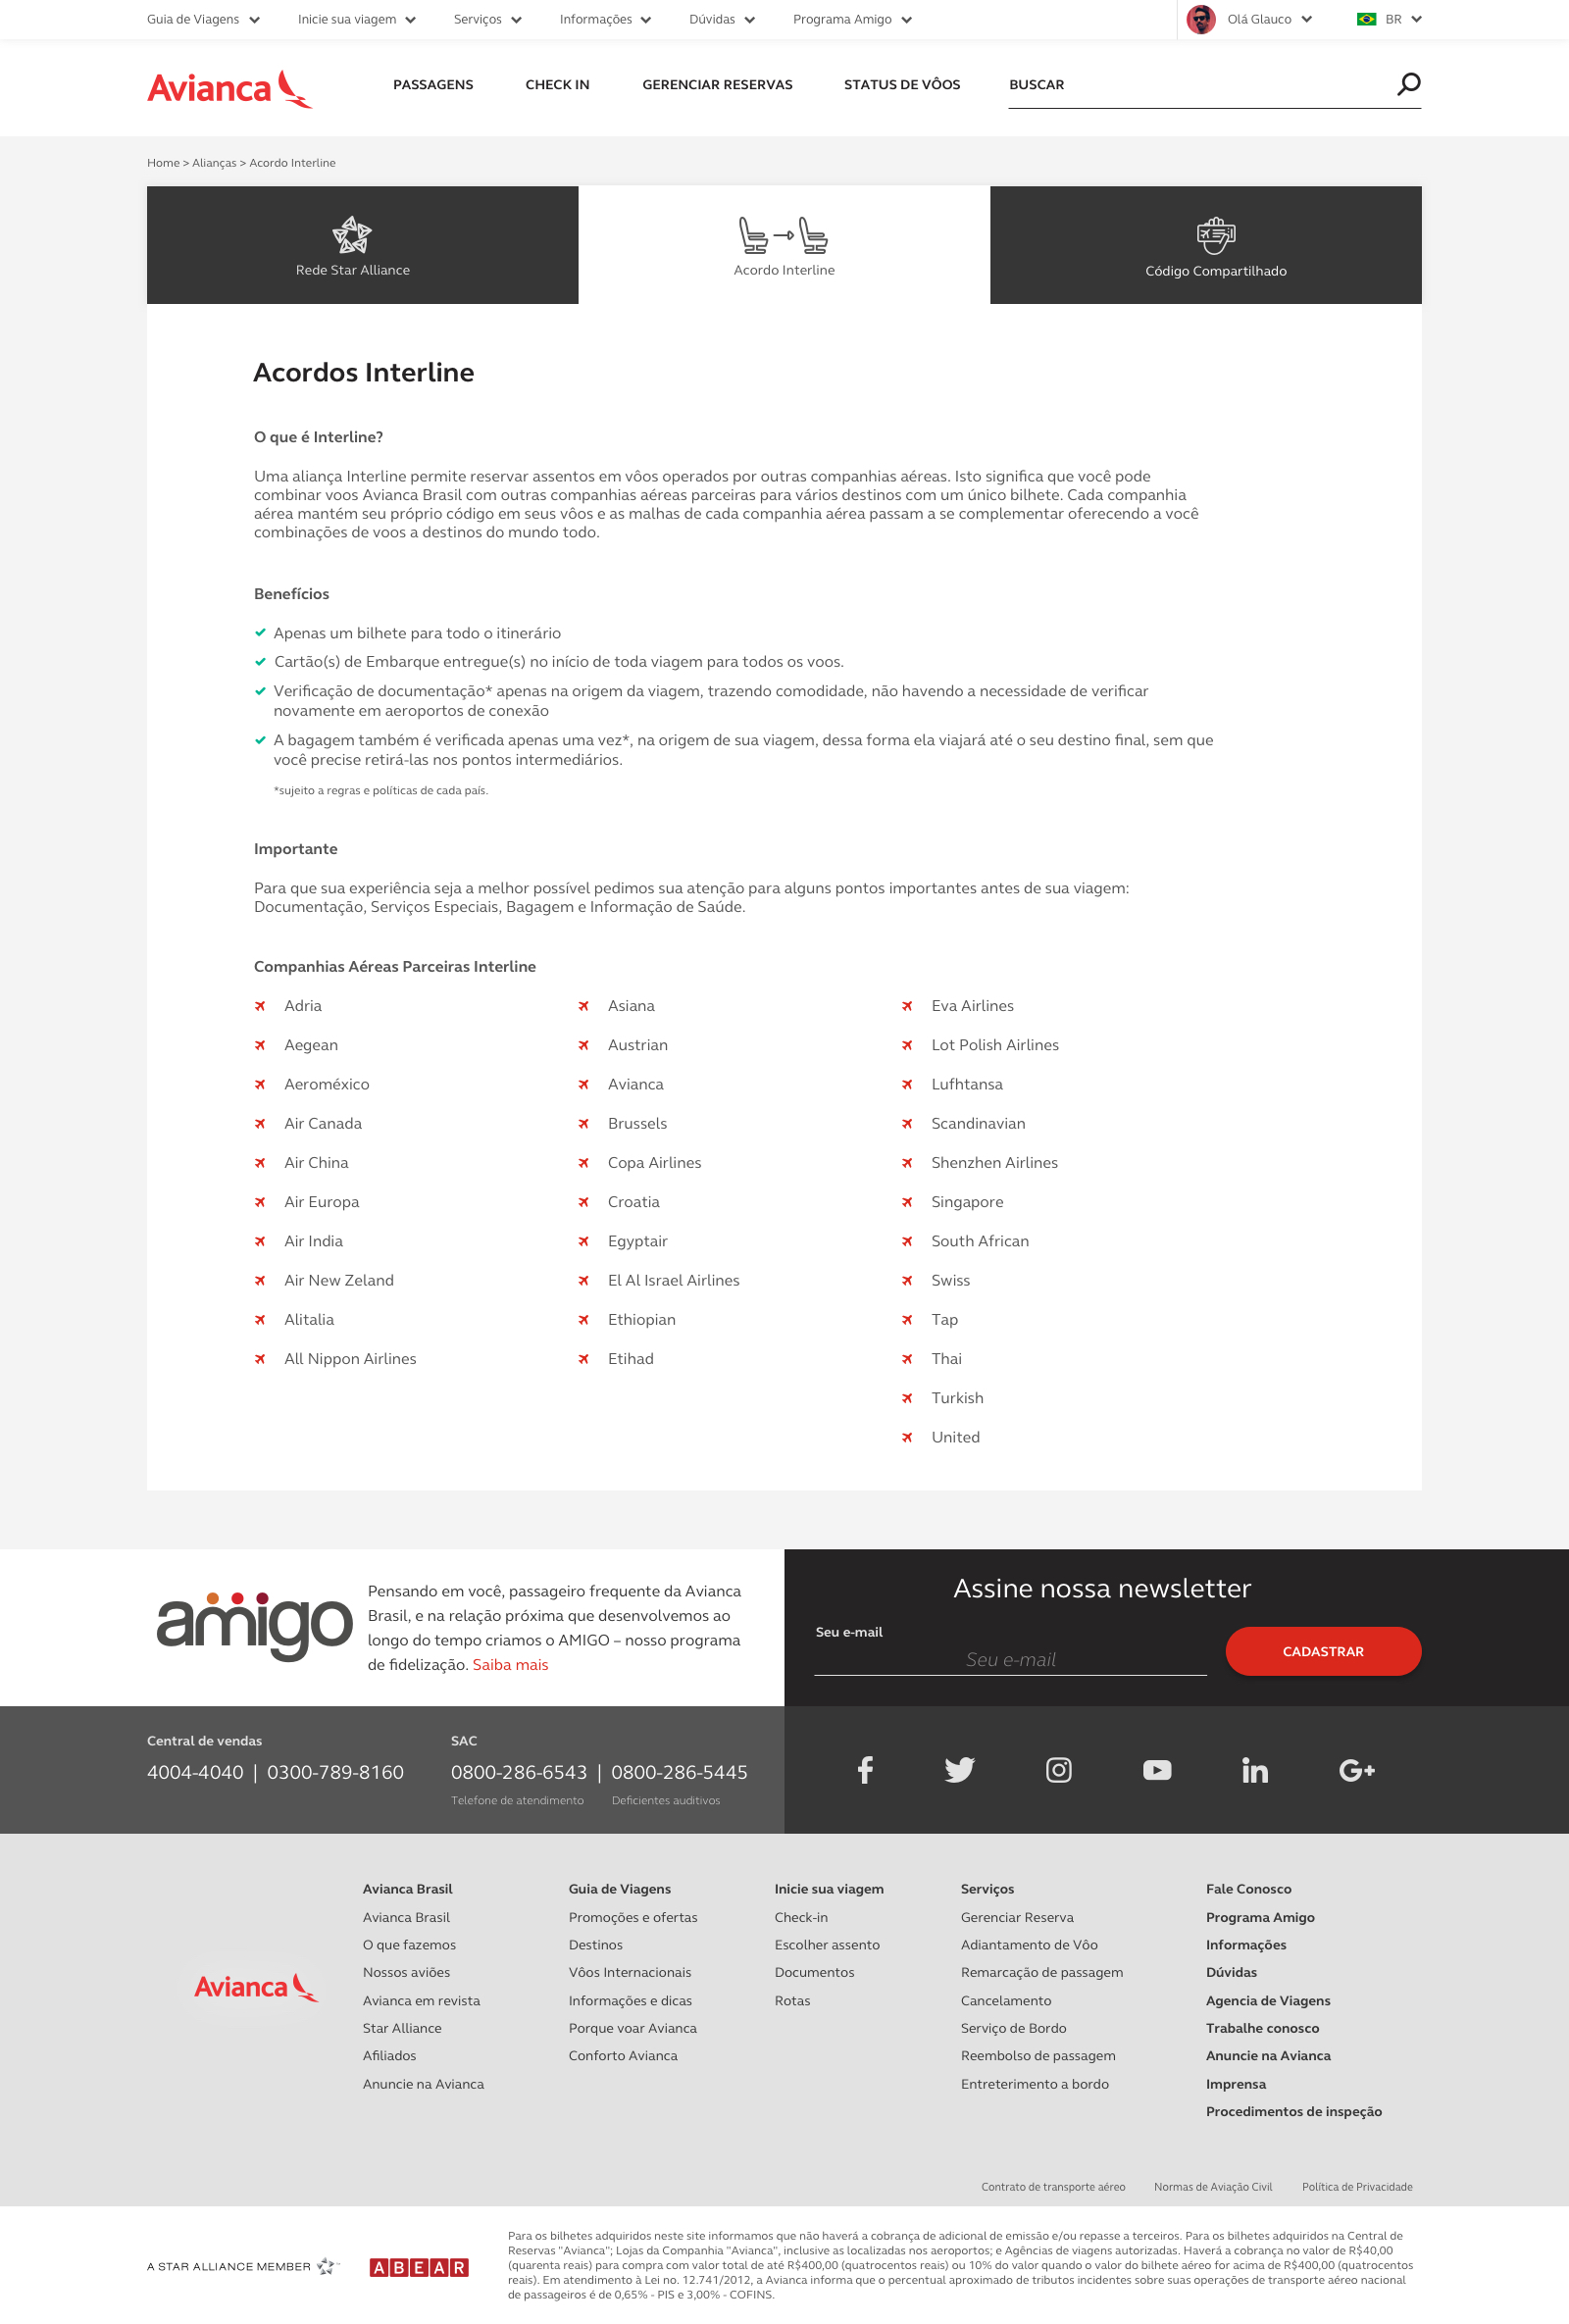 Guia de Viagens Inicie sua viagem Serviços Informações Dúvidas Programa Amigo Olá Glauco BR
Avianca PASSAGENS CHECK IN GERENCIAR RESERVAS STATUS DE VÔOS BUSCAR
Home > Alianças > Acordo Interline
Rede Star Alliance Acordo Interline Código Compartilhado
Acordos Interline
O que é Interline?
Uma aliança Interline permite reservar assentos em vôos operados por outras companhias aéreas. Isto significa que você pode
combinar voos Avianca Brasil com outras companhias aéreas parceiras para vários destinos com um único bilhete. Cada companhia
aérea mantém seu próprio código em seus vôos e as malhas de cada companhia aérea passam a se complementar oferecendo a você
combinações de voos a destinos do mundo todo.
Benefícios
Apenas um bilhete para todo o itinerário
Cartão(s) de Embarque entregue(s) no início de toda viagem para todos os voos.
Verificação de documentação* apenas na origem da viagem, trazendo comodidade, não havendo a necessidade de verificar
novamente em aeroportos de conexão
A bagagem também é verificada apenas uma vez*, na origem de sua viagem, dessa forma ela viajará até o seu destino final, sem que
você precise retirá-las nos pontos intermediários.
*sujeito a regras e políticas de cada país.
Importante
Para que sua experiência seja a melhor possível pedimos sua atenção para alguns pontos importantes antes de sua viagem:
Documentação, Serviços Especiais, Bagagem e Informação de Saúde.
Companhias Aéreas Parceiras Interline
Adria
Aegean
Aeroméxico
Air Canada
Air China
Air Europa
Air India
Air New Zeland
Alitalia
All Nippon Airlines
Asiana
Austrian
Avianca
Brussels
Copa Airlines
Croatia
Egyptair
El Al Israel Airlines
Ethiopian
Etihad
Eva Airlines
Lot Polish Airlines
Lufhtansa
Scandinavian
Shenzhen Airlines
Singapore
South African
Swiss
Tap
Thai
Turkish
United
amigo
Pensando em você, passageiro frequente da Avianca
Brasil, e na relação próxima que desenvolvemos ao
longo do tempo criamos o AMIGO – nosso programa
de fidelização. Saiba mais
Assine nossa newsletter
Seu e-mail
Seu e-mail
CADASTRAR
Central de vendas
4004-4040 | 0300-789-8160
SAC
0800-286-6543 | 0800-286-5445
Telefone de atendimento Deficientes auditivos
Avianca
Avianca Brasil
Avianca Brasil
O que fazemos
Nossos aviões
Avianca em revista
Star Alliance
Afiliados
Anuncie na Avianca
Guia de Viagens
Promoções e ofertas
Destinos
Vôos Internacionais
Informações e dicas
Porque voar Avianca
Conforto Avianca
Inicie sua viagem
Check-in
Escolher assento
Documentos
Rotas
Serviços
Gerenciar Reserva
Adiantamento de Vôo
Remarcação de passagem
Cancelamento
Serviço de Bordo
Reembolso de passagem
Entreterimento a bordo
Fale Conosco
Programa Amigo
Informações
Dúvidas
Agencia de Viagens
Trabalhe conosco
Anuncie na Avianca
Imprensa
Procedimentos de inspeção
Contrato de transporte aéreo Normas de Aviação Civil Política de Privacidade
A STAR ALLIANCE MEMBER
ABEAR
Para os bilhetes adquiridos neste site informamos que não haverá a cobrança de adicional de emissão e/ou repasse a terceiros. Para os bilhetes adquiridos na Central de
Reservas "Avianca"; Lojas da Companhia "Avianca", inclusive as localizadas nos aeroportos; e Agências de viagens autorizadas. Haverá a cobrança no valor de R$40,00
(quarenta reais) para compra com valor total de até R$400,00 (quatrocentos reais) ou 10% do valor quando o valor do bilhete aéreo for acima de R$400,00 (quatrocentos
reais). Em atendimento à Lei no. 12.741/2012, a Avianca informa que o percentual aproximado de tributos incidentes sobre suas operações de transporte aéreo nacional
de passageiros é de 0,65% - PIS e 3,00% - COFINS.